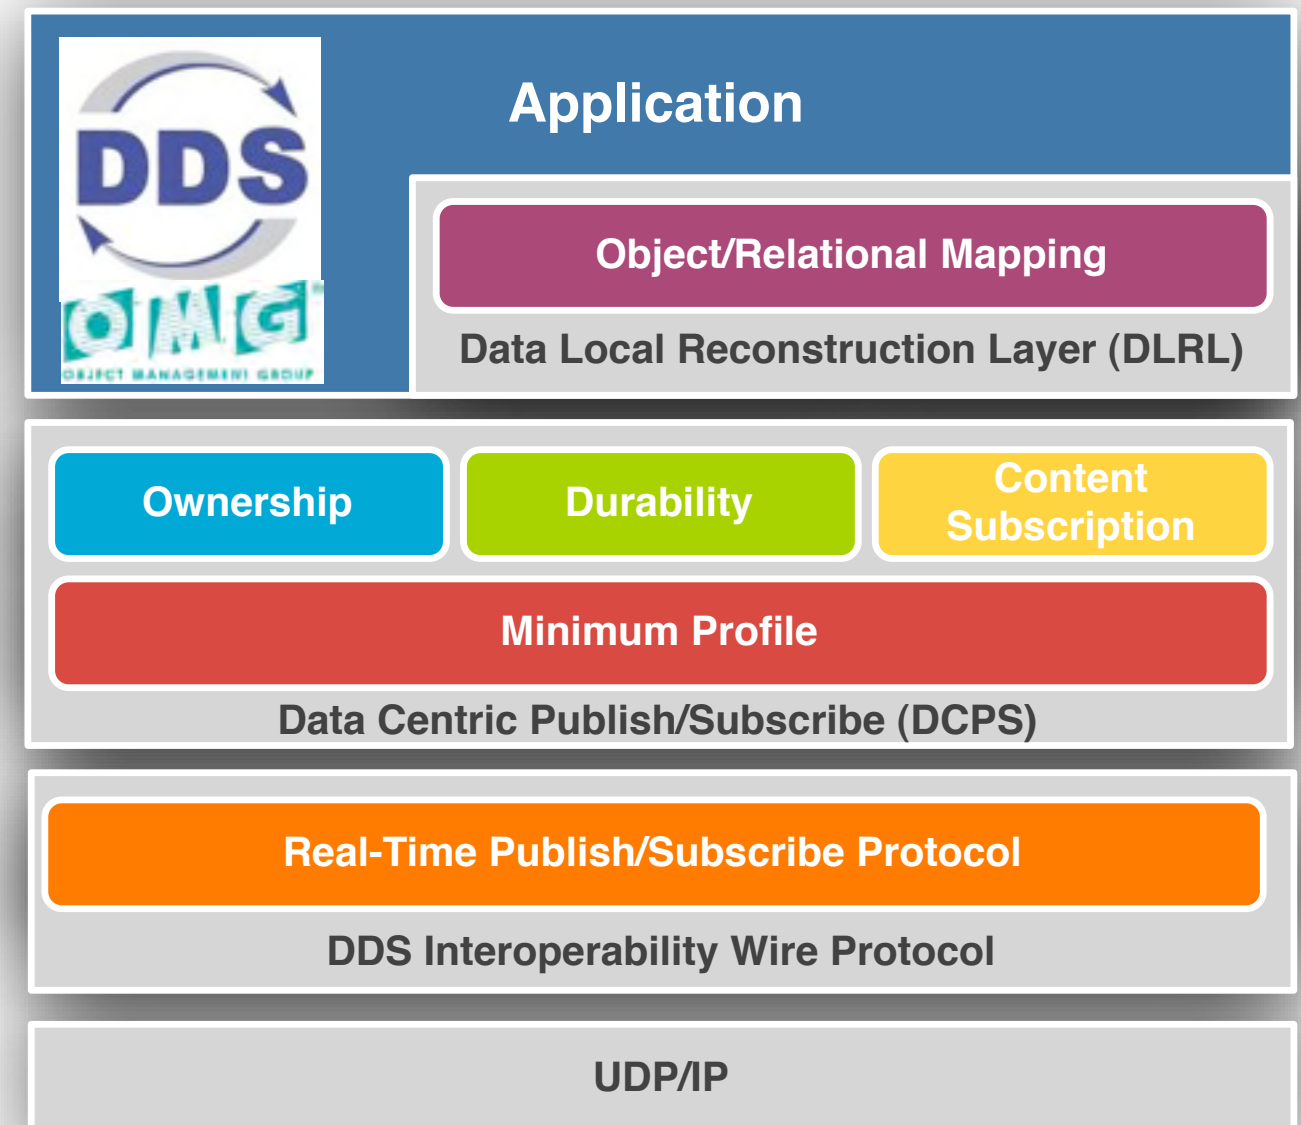 DDS
OMG
OBJECT MANAGEMENT GROUP
Application
Object/Relational Mapping
Data Local Reconstruction Layer (DLRL)
Ownership
Durability
Content
Subscription
Minimum Profile
Data Centric Publish/Subscribe (DCPS)
Real-Time Publish/Subscribe Protocol
DDS Interoperability Wire Protocol
UDP/IP